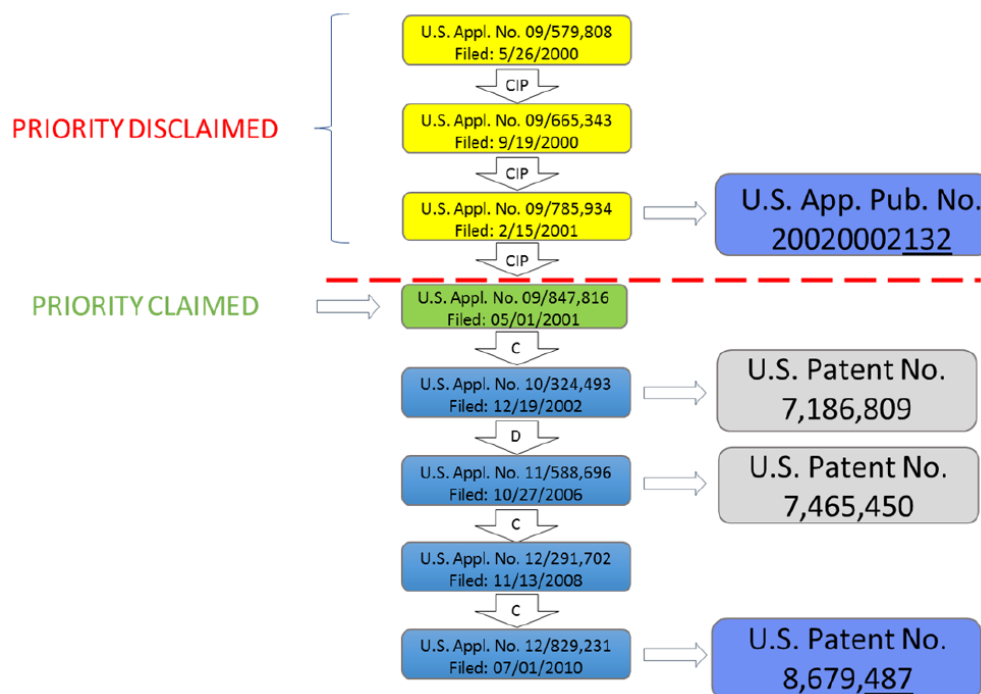 U.S. Appl. No. 09/579,808
Filed: 5/26/2000
CIP
PRIORITY DISCLAIMED
U.S. Appl. No. 09/665,343
Filed: 9/19/2000
CIP
U.S. Appl. No. 09/785,934
Filed: 2/15/2001
U.S. App. Pub. No.
20020002132
CIP
PRIORITY CLAIMED
U.S. Appl. No. 09/847,816
Filed: 05/01/2001
C
U.S. Appl. No. 10/324,493
Filed: 12/19/2002
U.S. Patent No.
7,186,809
D
U.S. Appl. No. 11/588,696
Filed: 10/27/2006
U.S. Patent No.
7,465,450
C
U.S. Appl. No. 12/291,702
Filed: 11/13/2008
C
U.S. Appl. No. 12/829,231
Filed: 07/01/2010
U.S. Patent No.
8,679,487